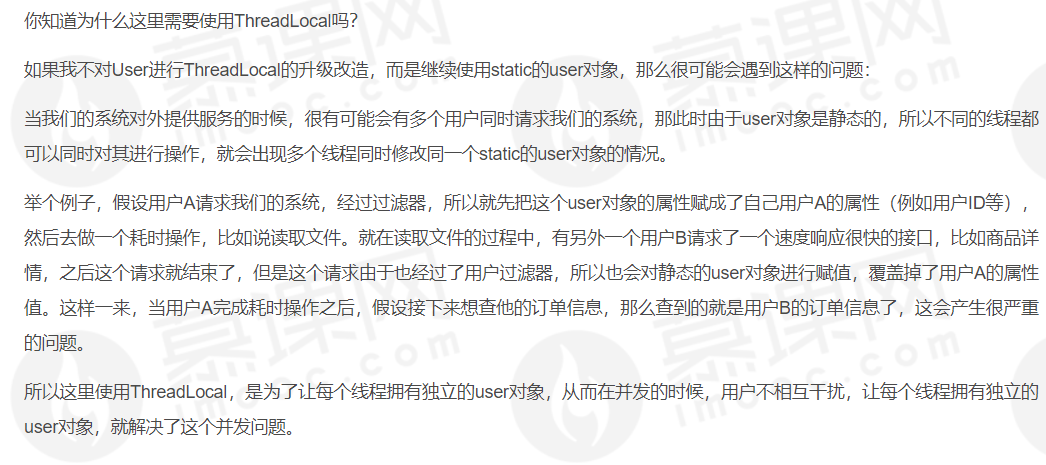 你知道为什么这里需要使用ThreadLocal吗？
如果我不对User进行ThreadLocal的升级改造，而是继续使用static的user对象，那么很可能会遇到这样的问题：
当我们的系统对外提供服务的时候，很有可能会有多个用户同时请求我们的系统，那此时由于user对象是静态的，所以不同的线程都
可以同时对其进行操作，就会出现多个线程同时修改同一个static的user对象的情况。
举个例子，假设用户A请求我们的系统，经过过滤器，所以就先把这个user对象的属性赋成了自己用户A的属性（例如用户ID等），
然后去做一个耗时操作，比如说读取文件。就在读取文件的过程中，有另外一个用户B请求了一个速度响应很快的接口，比如商品详
情，之后这个请求就结束了，但是这个请求由于也经过了用户过滤器，所以也会对静态的user对象进行赋值，覆盖掉了用户A的属性
值。这样一来，当用户A完成耗时操作之后，假设接下来想查他的订单信息，那么查到的就是用户B的订单信息了，这会产生很严重
的问题。
所以这里使用ThreadLocal，是为了让每个线程拥有独立的user对象，从而在并发的时候，用户不相互干扰，让每个线程拥有独立的
user对象，就解决了这个并发问题。
慕课网
imooc.com
慕课网
imooc.com
慕课网
imooc.com
慕课网
imooc.com